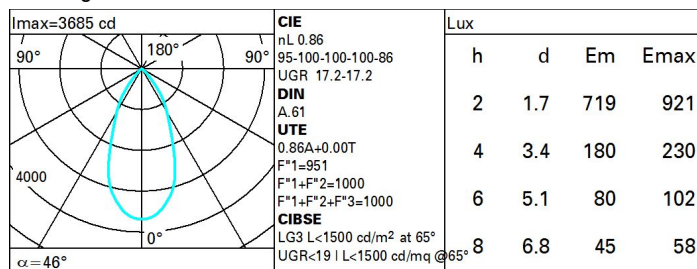 Imax=3685 cd
90° 180° 90°
4000
0°
α=46°
CIE
nL 0.86
95-100-100-100-86
UGR 17.2-17.2
DIN
A.61
UTE
0.86A+0.00T
F"1=951
F"1+F"2=1000
F"1+F"2+F"3=1000
CIBSE
LG3 L<1500 cd/m² at 65°
UGR<19 | L<1500 cd/mq @65°
Lux
h d Em Emax
2 1.7 719 921
4 3.4 180 230
6 5.1 80 102
8 6.8 45 58